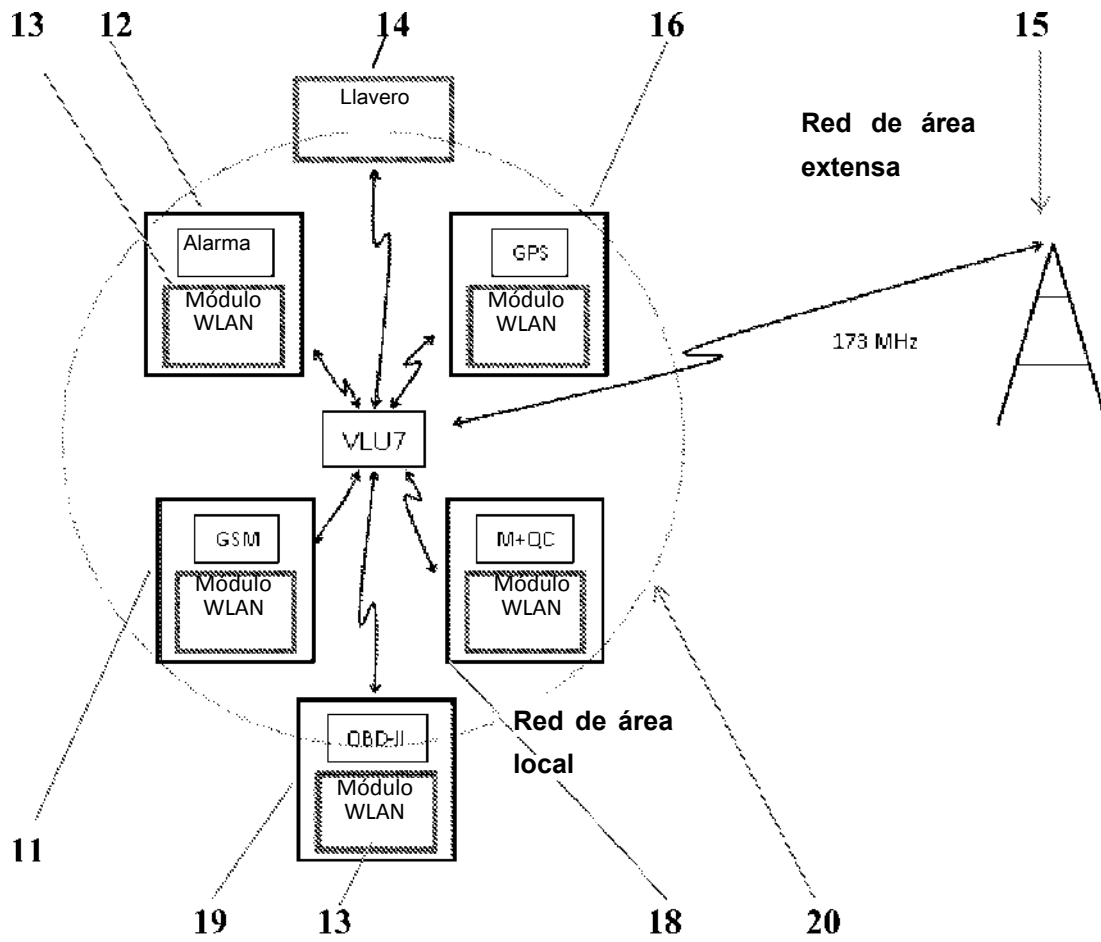 13 12 14 16 15
Llavero
Red de área
extensa
Alarma
Módulo
WLAN
GPS
Módulo
WLAN
173 MHz
VLU7
GSM
Módulo
WLAN
M+QC
Módulo
WLAN
Red de área
local
OBD-II
Módulo
WLAN
11
19 13 18 20